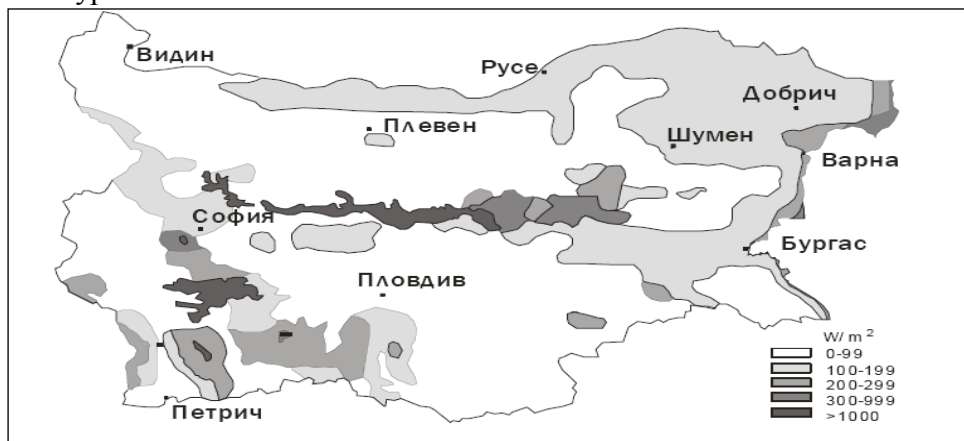 Видин
Русе
Добрич
Плевен
Шумен
Варна
София
Бургас
Пловдив
Петрич
W/m²
0-99
100-199
200-299
300-999
>1000